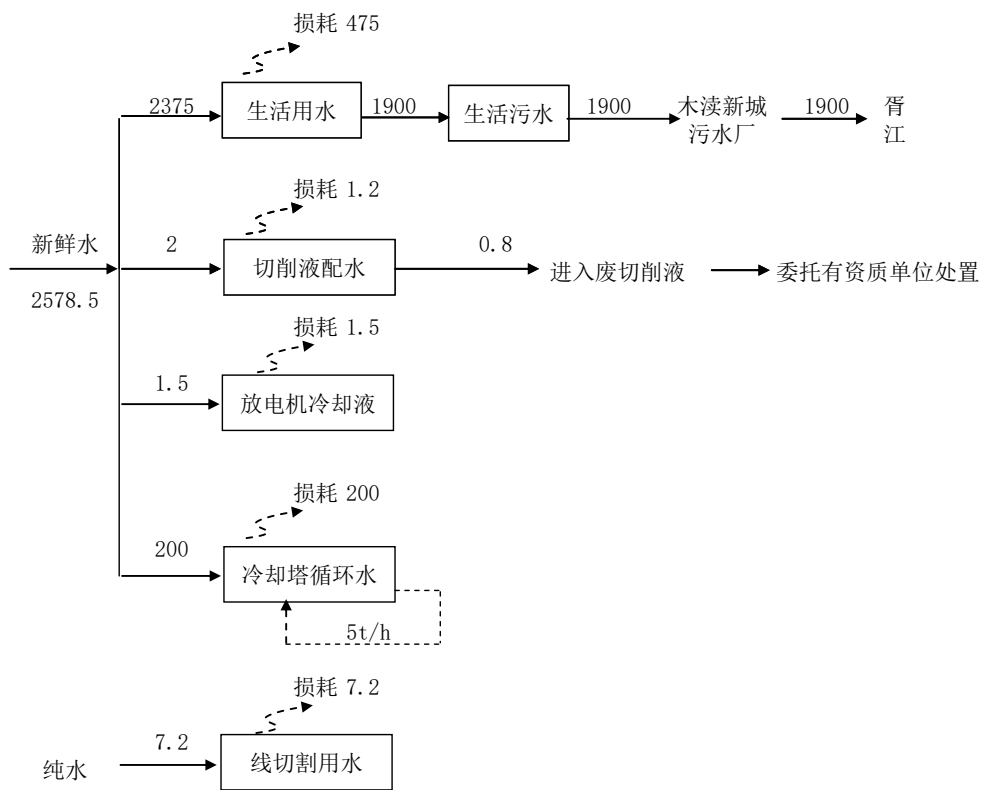 损耗 475
2375
生活用水
1900
生活污水
1900
木渎新城
污水厂
1900
胥
江
损耗 1.2
新鲜水
2578.5
2
切削液配水
0.8
进入废切削液
委托有资质单位处置
损耗 1.5
1.5
放电机冷却液
损耗 200
200
冷却塔循环水
5t/h
损耗 7.2
纯水
7.2
线切割用水